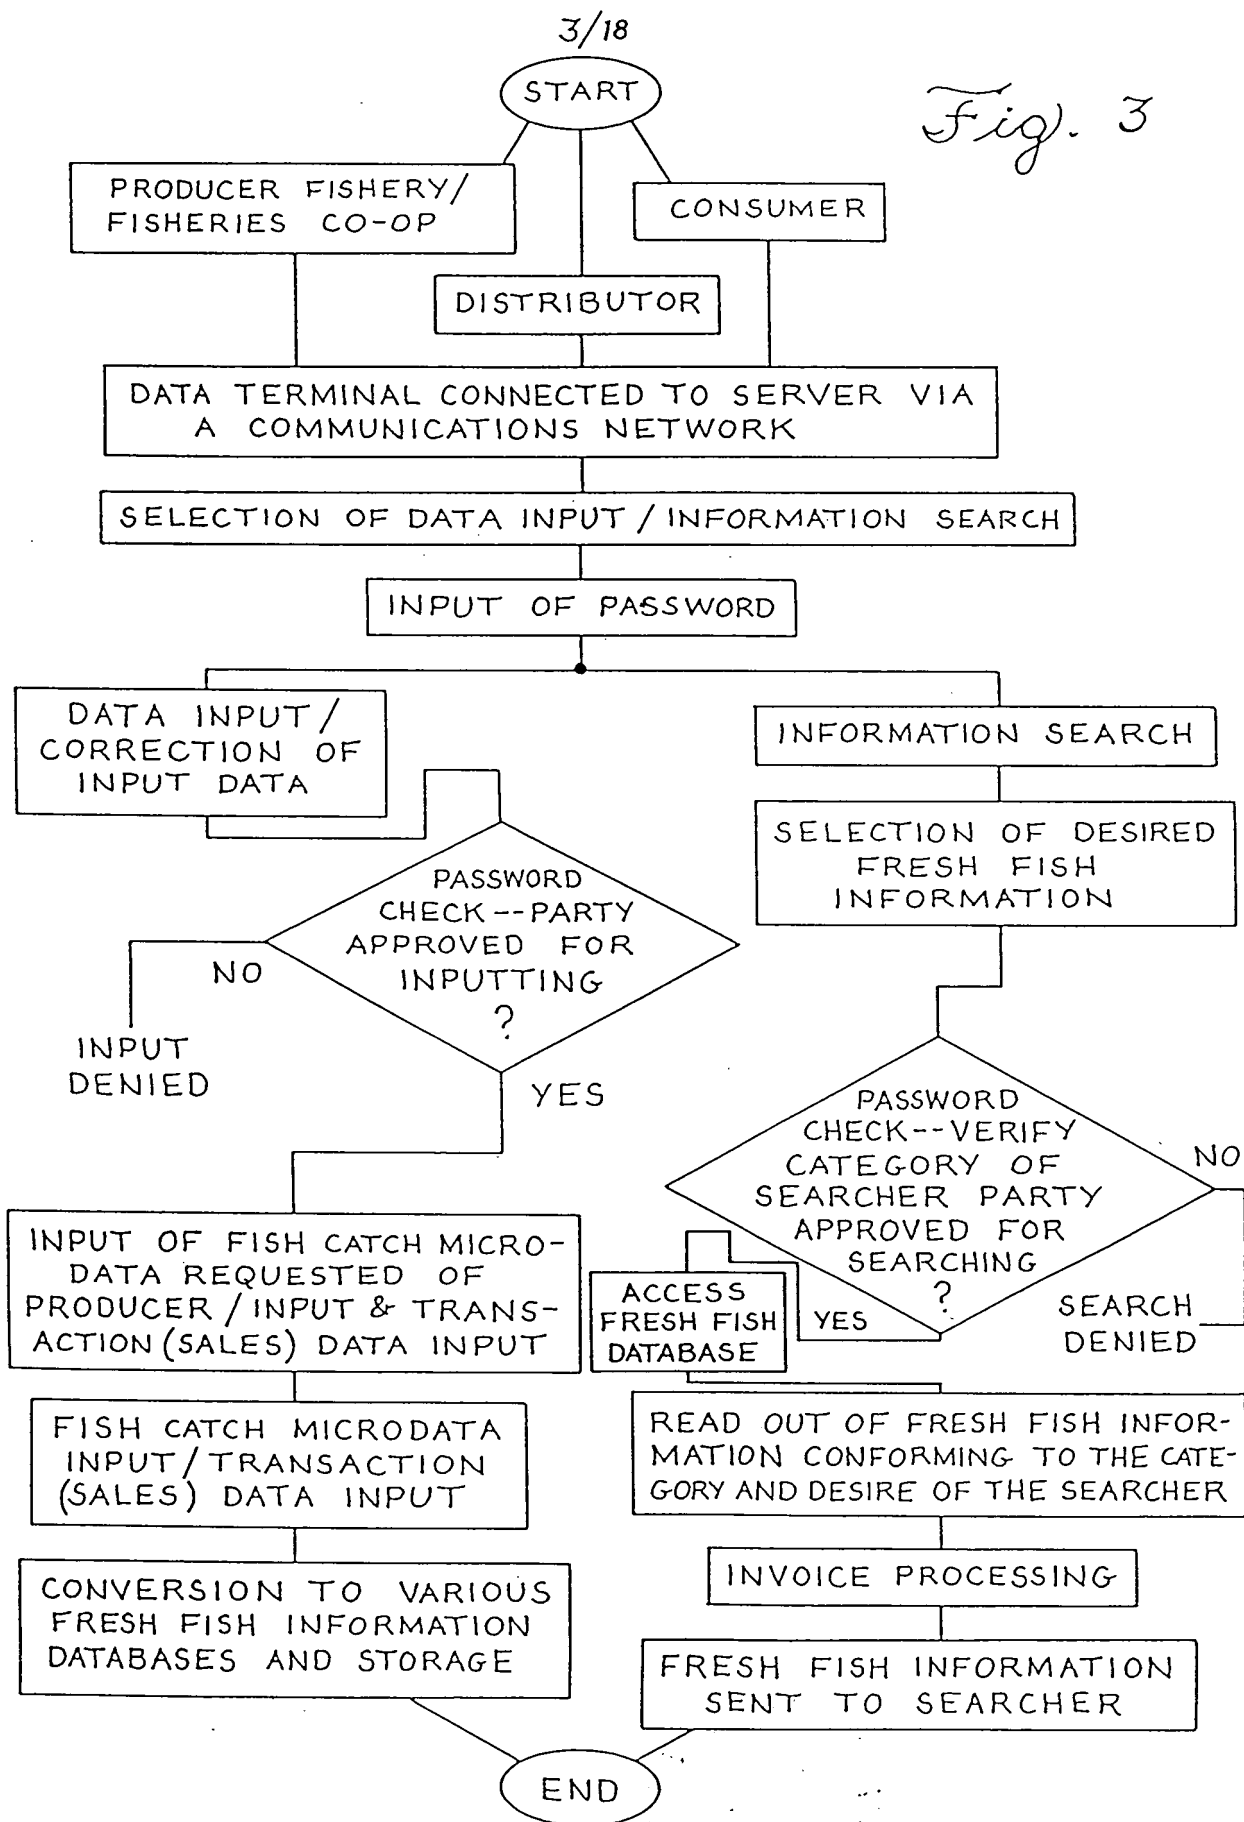 3/18
Fig. 3
START
PRODUCER FISHERY/
FISHERIES CO-OP
CONSUMER
DISTRIBUTOR
DATA TERMINAL CONNECTED TO SERVER VIA
A COMMUNICATIONS NETWORK
SELECTION OF DATA INPUT / INFORMATION SEARCH
INPUT OF PASSWORD
DATA INPUT/
CORRECTION OF
INPUT DATA
INFORMATION SEARCH
SELECTION OF DESIRED
FRESH FISH
INFORMATION
PASSWORD
CHECK--PARTY
APPROVED FOR
INPUTTING
?
NO
INPUT
DENIED
YES
PASSWORD
CHECK--VERIFY
CATEGORY OF
SEARCHER PARTY
APPROVED FOR
SEARCHING
?
NO
SEARCH
DENIED
YES
INPUT OF FISH CATCH MICRO-
DATA REQUESTED OF
PRODUCER/INPUT & TRANS-
ACTION (SALES) DATA INPUT
ACCESS
FRESH FISH
DATABASE
FISH CATCH MICRODATA
INPUT/TRANSACTION
(SALES) DATA INPUT
READ OUT OF FRESH FISH INFOR-
MATION CONFORMING TO THE CATE-
GORY AND DESIRE OF THE SEARCHER
CONVERSION TO VARIOUS
FRESH FISH INFORMATION
DATABASES AND STORAGE
INVOICE PROCESSING
FRESH FISH INFORMATION
SENT TO SEARCHER
END